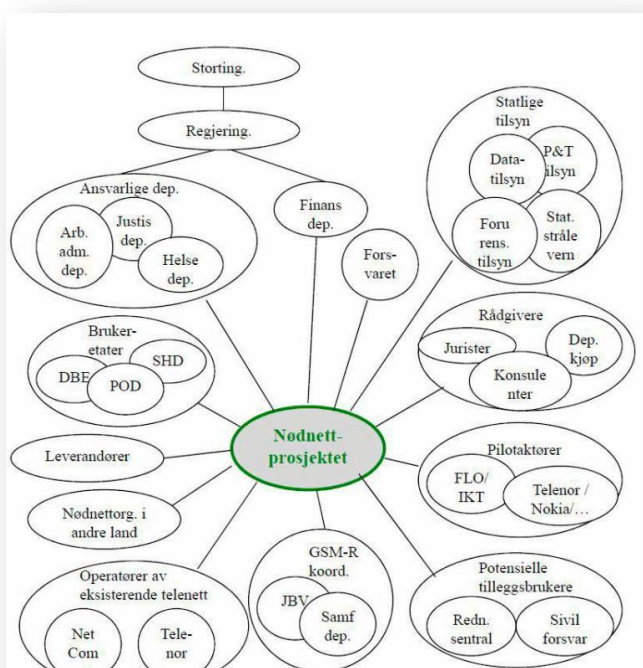 Storting.
Regjering.
Ansvarlige dep.
Arb.
adm.
dep.
Justis
dep.
Helse
dep.
Finans
dep.
Fors-
varet
Statlige
tilsyn
Data-
tilsyn
P&T
ilsyn
Foru
rens.
tilsyn
Stat.
stråle
vern
Bruker-
etater
DBE
POD
SHD
Rådgivere
Jurister
Dep.
kjøp
Konsule
nter
Nødnett-
prosjektet
Leverandører
Pilotaktører
FLO/
IKT
Telenor /
Nokia/…
Nødnettorg. i
andre land
Operatører av
eksisterende telenett
Net
Com
Tele-
nor
GSM-R
koord.
JBV
Samf
dep.
Potensielle
tilleggsbrukere
Redn.
sentral
Sivil
forsvar